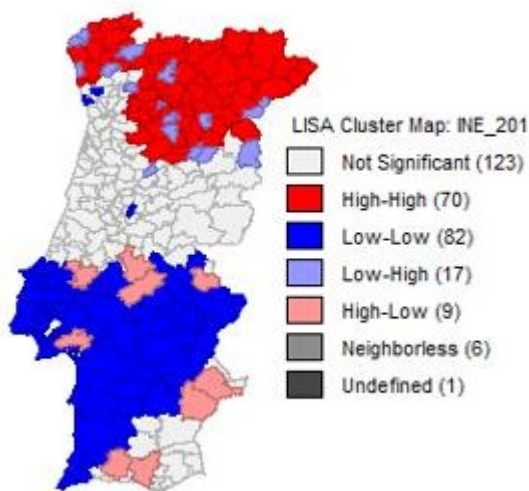 LISA Cluster Map: INE_201
Not Significant (123)
High-High (70)
Low-Low (82)
Low-High (17)
High-Low (9)
Neighborless (6)
Undefined (1)